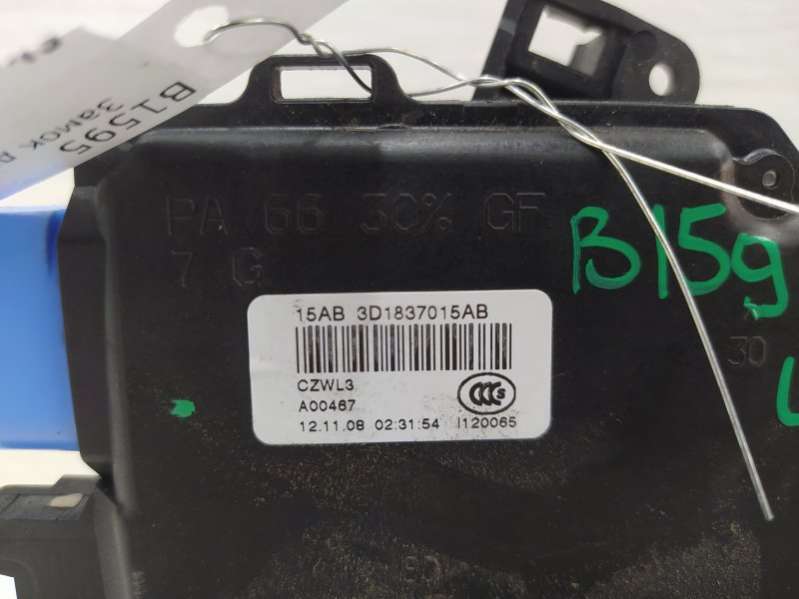 B1595
Замок
PA 66 30% GF
7 G
B159
15AB 3D1837015AB
30
CZWL3
A00467
CCC S
12.11.08 02:31:54 I120065